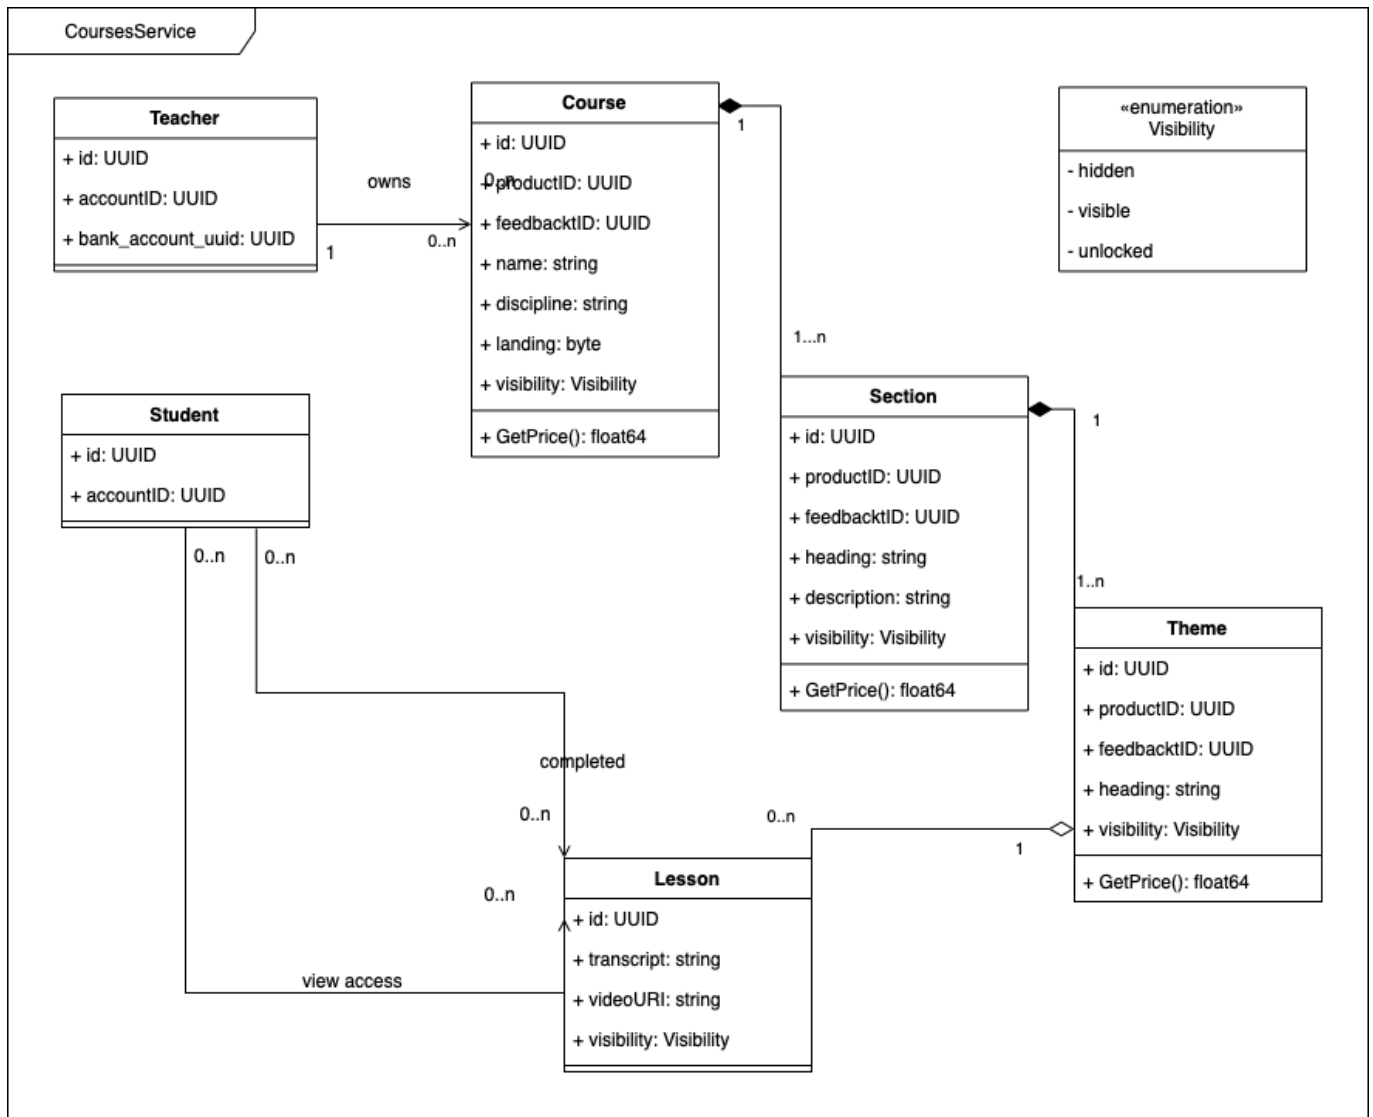 CoursesService
Teacher
+ id: UUID
+ accountID: UUID
+ bank_account_uuid: UUID
owns
1
0..n
Course
+ id: UUID
+ productID: UUID
0..n
+ feedbacktID: UUID
+ name: string
+ discipline: string
+ landing: byte
+ visibility: Visibility
+ GetPrice(): float64
1
1...n
«enumeration»
Visibility
- hidden
- visible
- unlocked
Section
+ id: UUID
+ productID: UUID
+ feedbacktID: UUID
+ heading: string
+ description: string
+ visibility: Visibility
+ GetPrice(): float64
1
1..n
Student
+ id: UUID
+ accountID: UUID
0..n
0..n
completed
0..n
0..n
view access
Theme
+ id: UUID
+ productID: UUID
+ feedbacktID: UUID
+ heading: string
+ visibility: Visibility
+ GetPrice(): float64
0..n
1
Lesson
+ id: UUID
+ transcript: string
+ videoURI: string
+ visibility: Visibility